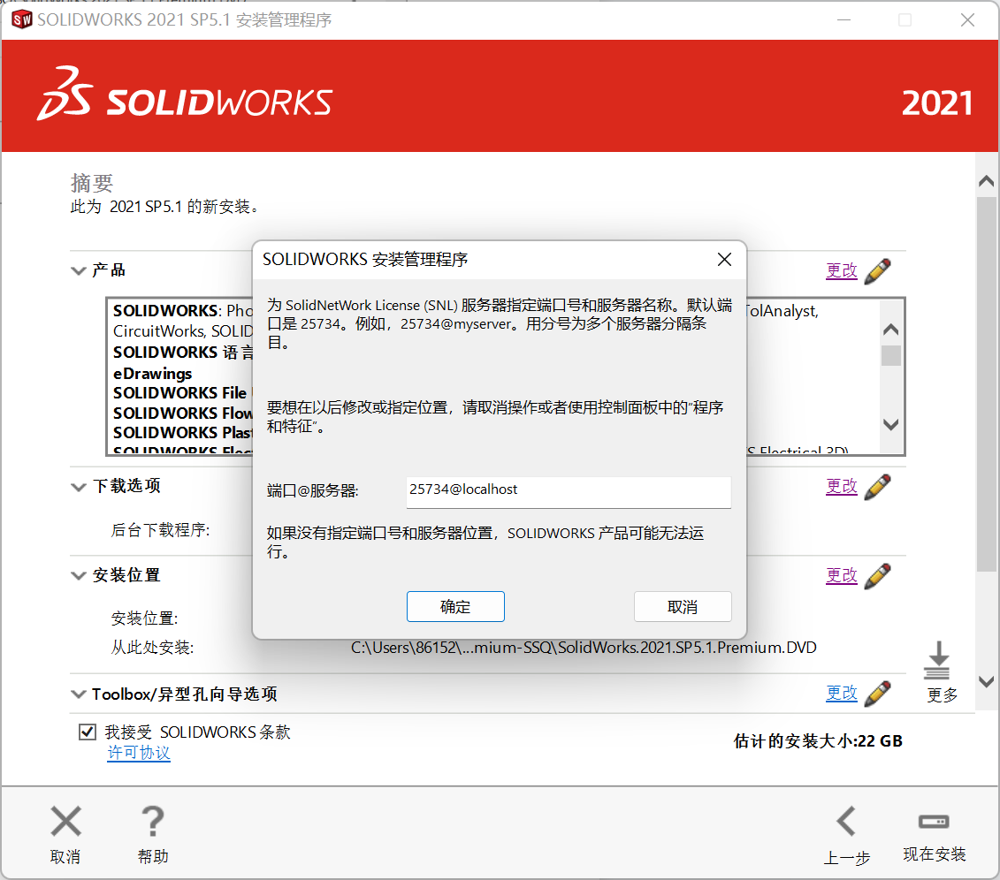 SOLIDWORKS 2021 SP5.1 安装管理程序
SOLIDWORKS
2021
摘要
此为 2021 SP5.1 的新安装。
产品
更改
SOLIDWORKS: Pho
TolAnalyst,
CircuitWorks, SOLID
SOLIDWORKS 语言
eDrawings
SOLIDWORKS File
SOLIDWORKS Flow
SOLIDWORKS Plast
SOLIDWORKS Elec
S Electrical 3D)
SOLIDWORKS 安装管理程序
为 SolidNetWork License (SNL) 服务器指定端口号和服务器名称。默认端
口是 25734。例如，25734@myserver。用分号为多个服务器分隔条
目。
要想在以后修改或指定位置，请取消操作或者使用控制面板中的"程序
和特征"。
端口@服务器:
25734@localhost
如果没有指定端口号和服务器位置，SOLIDWORKS 产品可能无法运
行。
确定
取消
下载选项
更改
后台下载程序:
安装位置
更改
安装位置:
从此处安装:
C:\Users\86152\...mium-SSQ\SolidWorks.2021.SP5.1.Premium.DVD
Toolbox/异型孔向导选项
更改
更多
我接受 SOLIDWORKS 条款
许可协议
估计的安装大小:22 GB
取消
帮助
上一步
现在安装